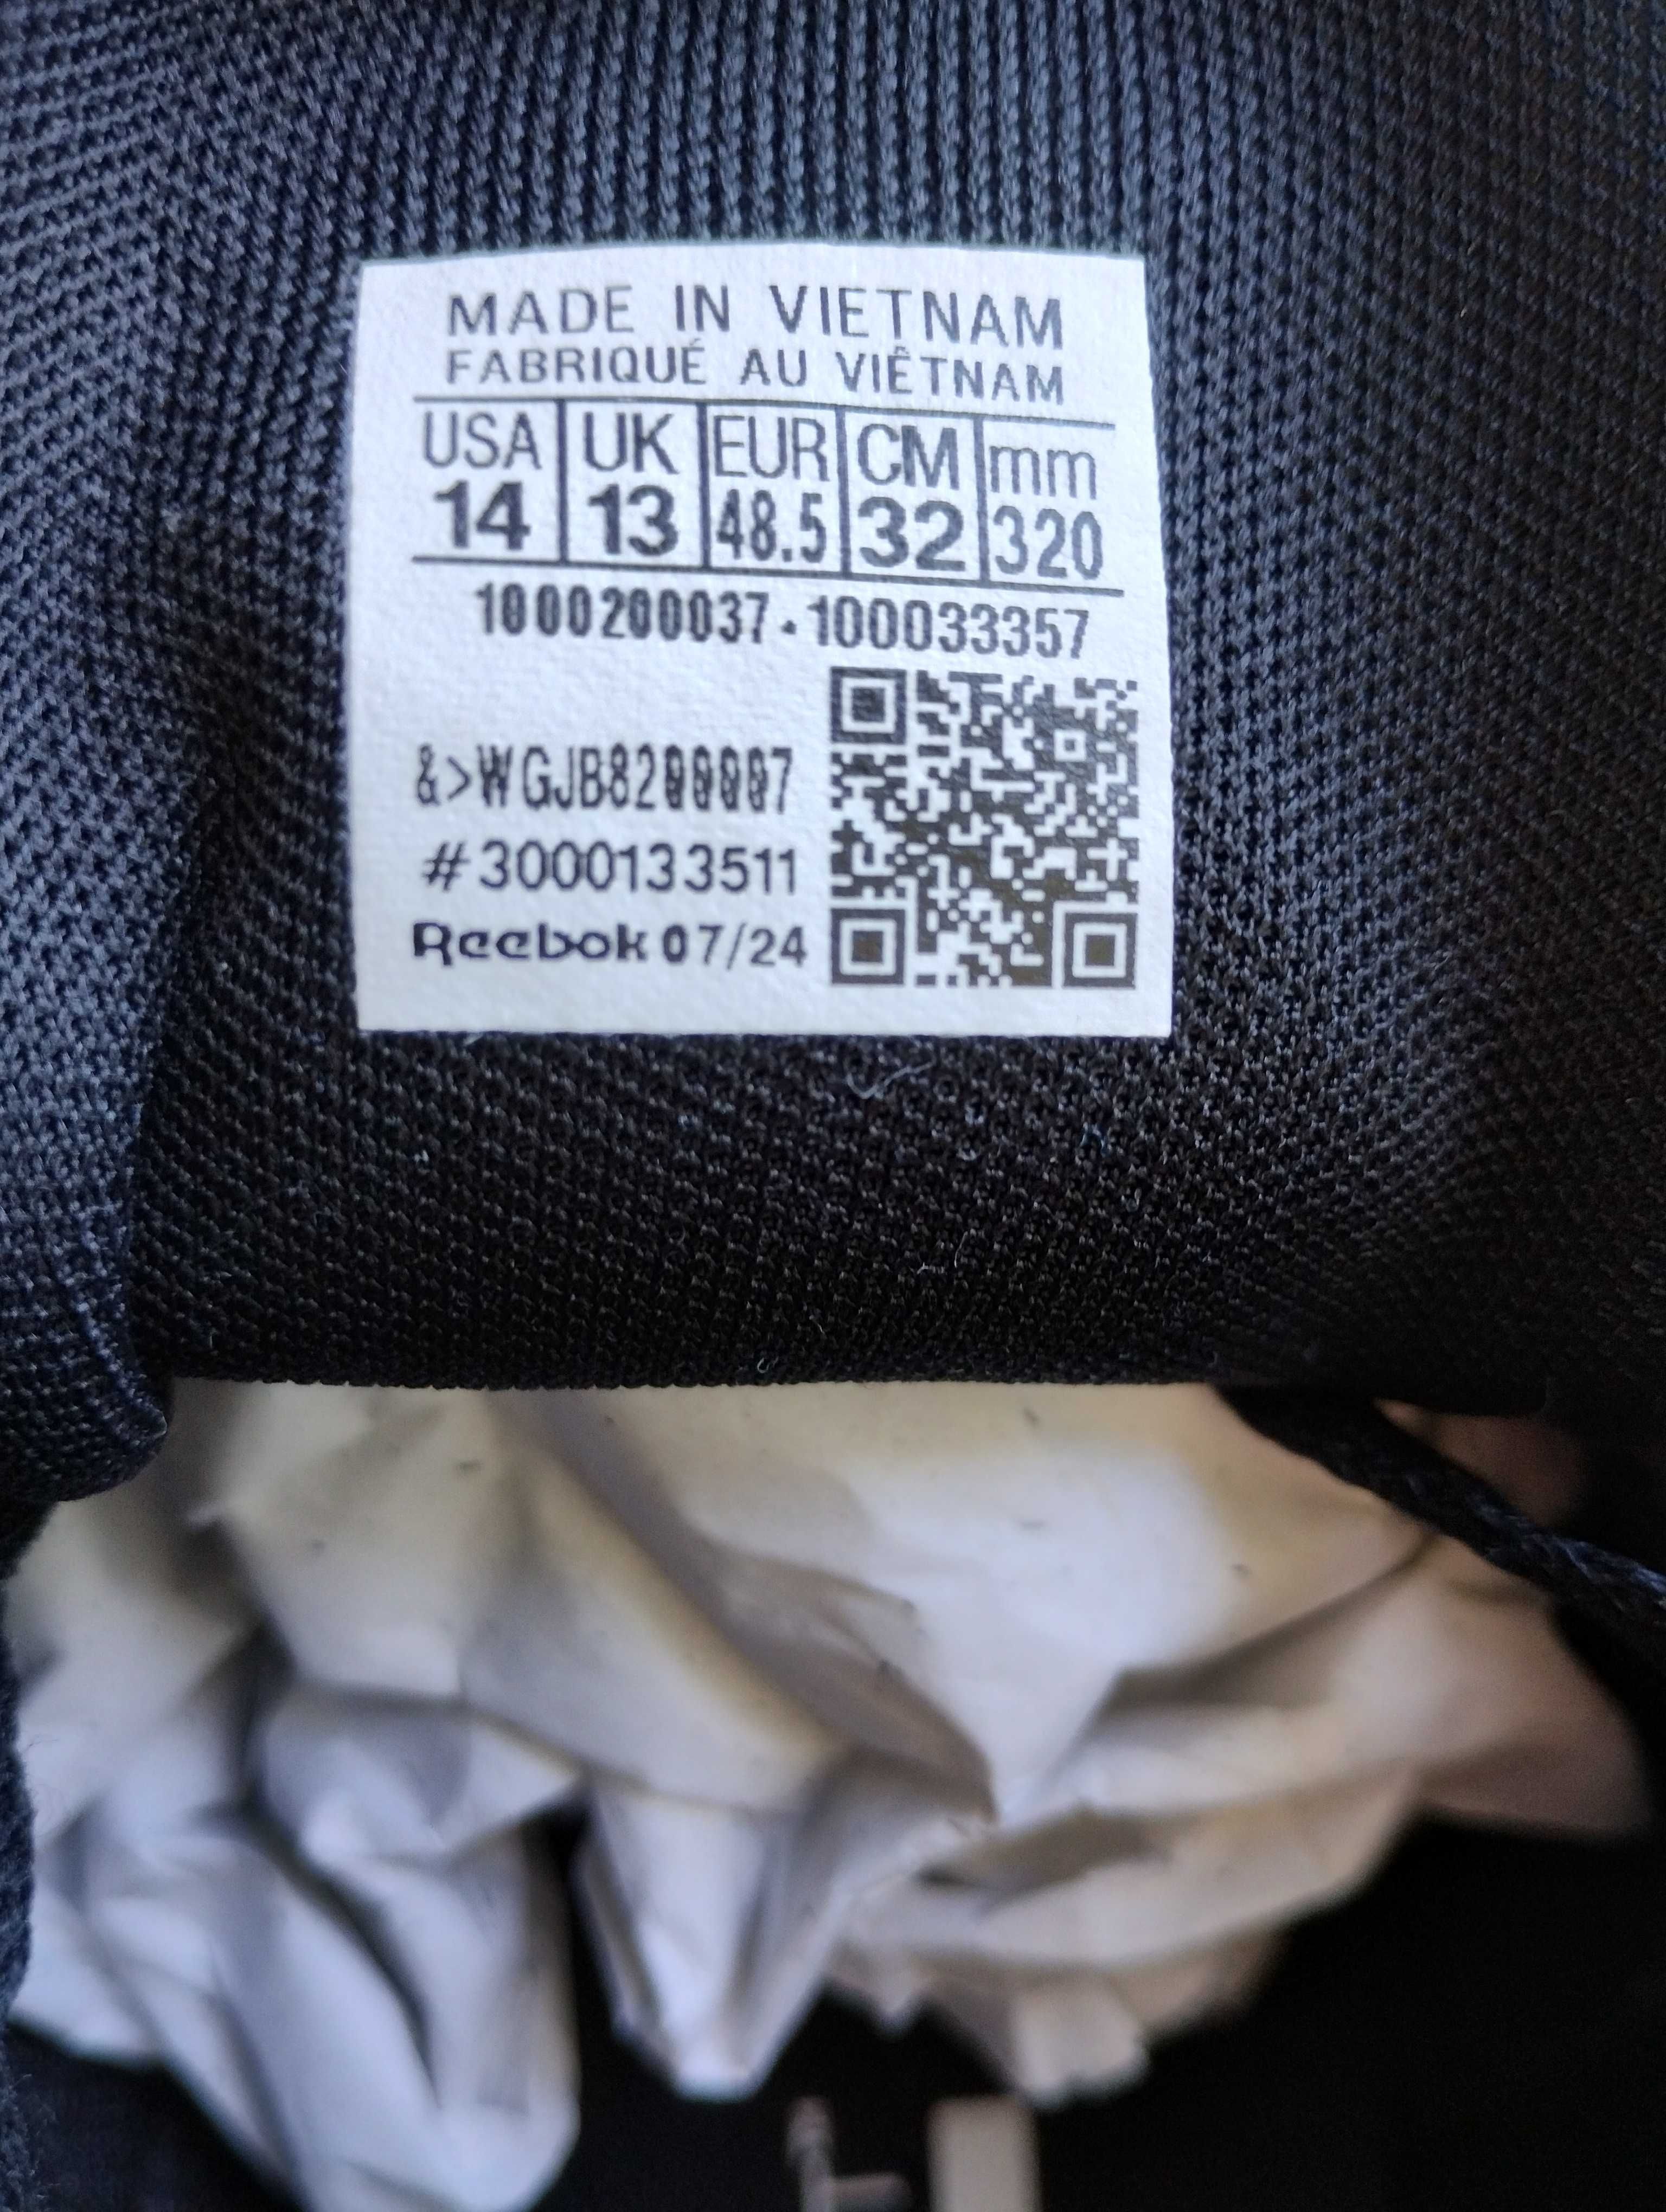 MADE IN VIETNAM
FABRIQUÉ AU VIÊTNAM
USA UK EUR CM mm
14 13 48.5 32 320
1000200037 · 100033357
&>WGJB8200007
#3000133511
Reebok 07/24